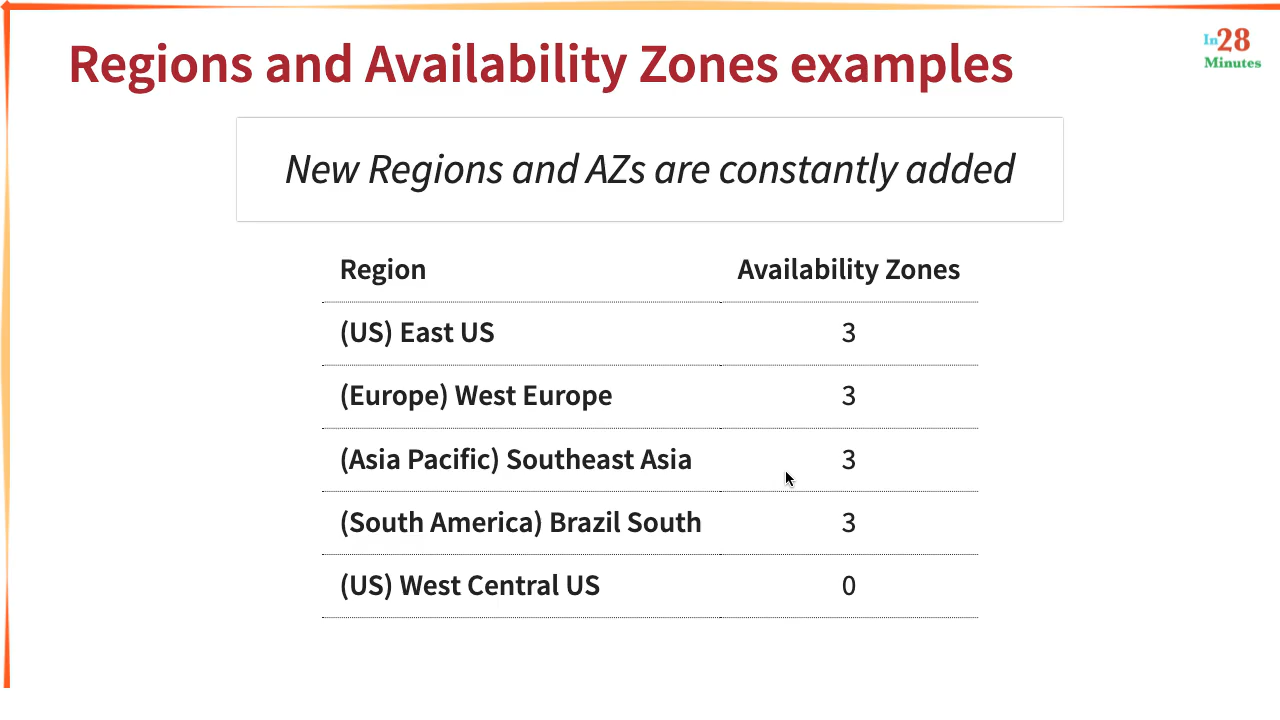 Regions and Availability Zones examples
In28
Minutes
New Regions and AZs are constantly added
Region Availability Zones
(US) East US 3
(Europe) West Europe 3
(Asia Pacific) Southeast Asia 3
(South America) Brazil South 3
(US) West Central US 0